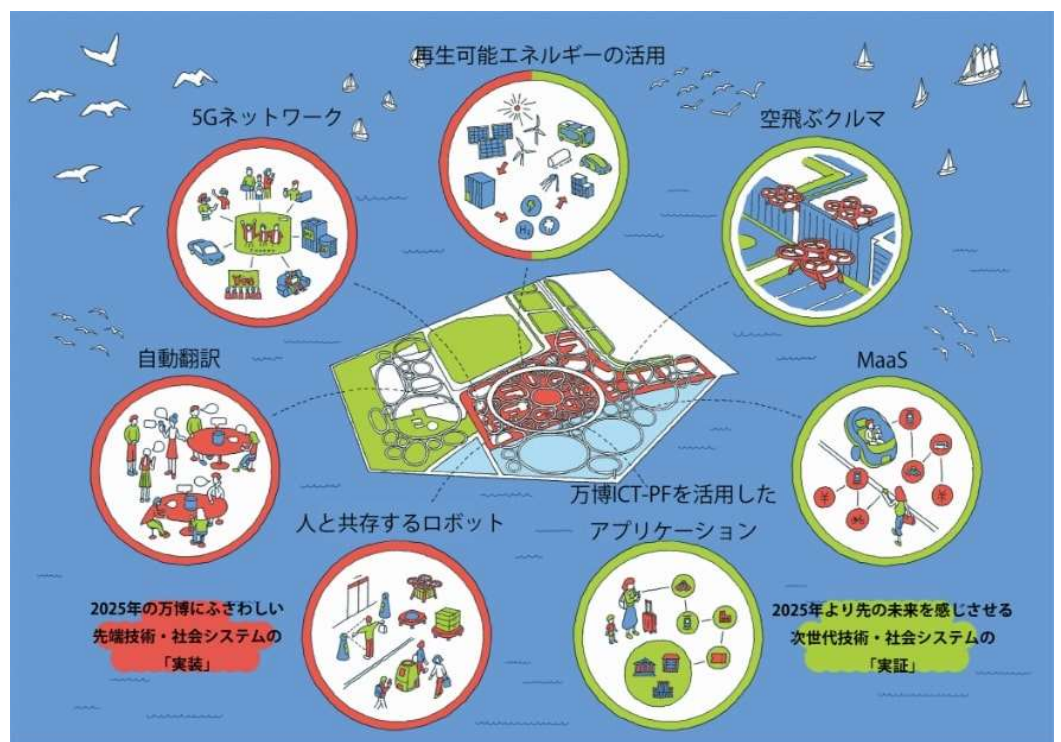 再生可能エネルギーの活用
5Gネットワーク
空飛ぶクルマ
自動翻訳
MaaS
人と共存するロボット
万博ICT-PFを活用した
アプリケーション
2025年の万博にふさわしい
先端技術・社会システムの
「実装」
2025年より先の未来を感じさせる
次世代技術・社会システムの
「実証」
H₂
¥
¥